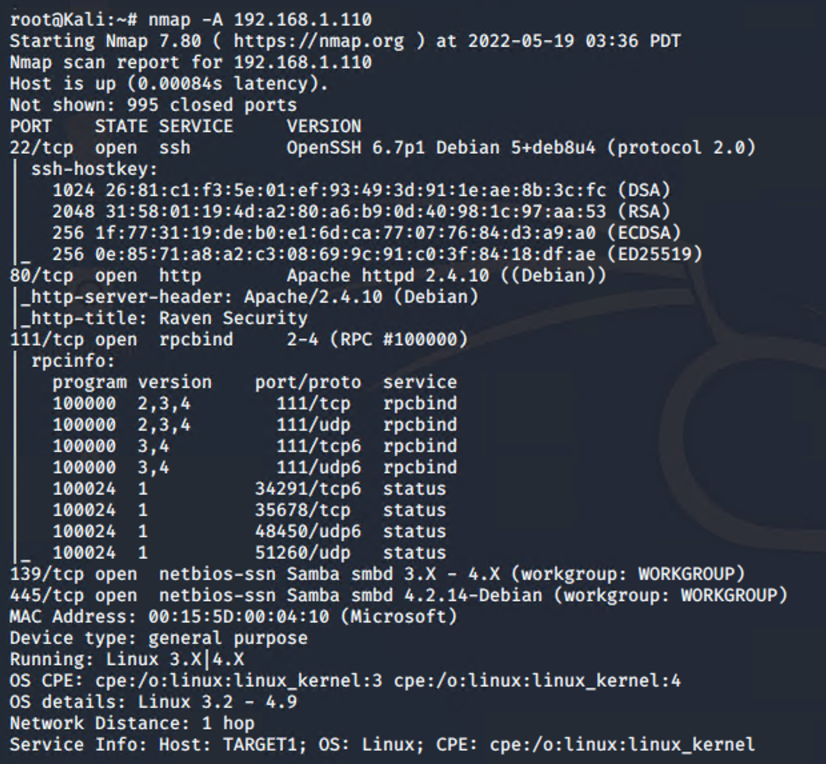 root@Kali:~# nmap -A 192.168.1.110
Starting Nmap 7.80 ( https://nmap.org ) at 2022-05-19 03:36 PDT
Nmap scan report for 192.168.1.110
Host is up (0.00084s latency).
Not shown: 995 closed ports
PORT    STATE SERVICE     VERSION
22/tcp  open  ssh         OpenSSH 6.7p1 Debian 5+deb8u4 (protocol 2.0)
| ssh-hostkey:
|   1024 26:81:c1:f3:5e:01:ef:93:49:3d:91:1e:ae:8b:3c:fc (DSA)
|   2048 31:58:01:19:4d:a2:80:a6:b9:0d:40:98:1c:97:aa:53 (RSA)
|   256 1f:77:31:19:de:b0:e1:6d:ca:77:07:76:84:d3:a9:a0 (ECDSA)
|_  256 0e:85:71:a8:a2:c3:08:69:9c:91:c0:3f:84:18:df:ae (ED25519)
80/tcp  open  http        Apache httpd 2.4.10 ((Debian))
|_http-server-header: Apache/2.4.10 (Debian)
|_http-title: Raven Security
111/tcp open  rpcbind     2-4 (RPC #100000)
| rpcinfo:
|   program version    port/proto  service
|   100000  2,3,4        111/tcp   rpcbind
|   100000  2,3,4        111/udp   rpcbind
|   100000  3,4          111/tcp6  rpcbind
|   100000  3,4          111/udp6  rpcbind
|   100024  1          34291/tcp6  status
|   100024  1          35678/tcp   status
|   100024  1          48450/udp6  status
|_  100024  1          51260/udp   status
139/tcp open  netbios-ssn Samba smbd 3.X - 4.X (workgroup: WORKGROUP)
445/tcp open  netbios-ssn Samba smbd 4.2.14-Debian (workgroup: WORKGROUP)
MAC Address: 00:15:5D:00:04:10 (Microsoft)
Device type: general purpose
Running: Linux 3.X|4.X
OS CPE: cpe:/o:linux:linux_kernel:3 cpe:/o:linux:linux_kernel:4
OS details: Linux 3.2 - 4.9
Network Distance: 1 hop
Service Info: Host: TARGET1; OS: Linux; CPE: cpe:/o:linux:linux_kernel